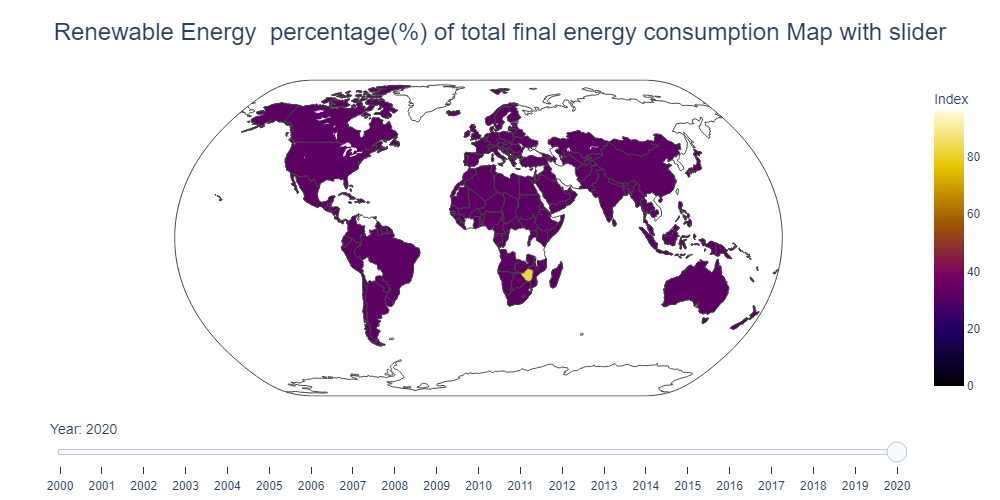 Renewable Energy  percentage(%) of total final energy consumption Map with slider
Index
80
60
40
20
0
Year: 2020
2000 2001 2002 2003 2004 2005 2006 2007 2008 2009 2010 2011 2012 2013 2014 2015 2016 2017 2018 2019 2020